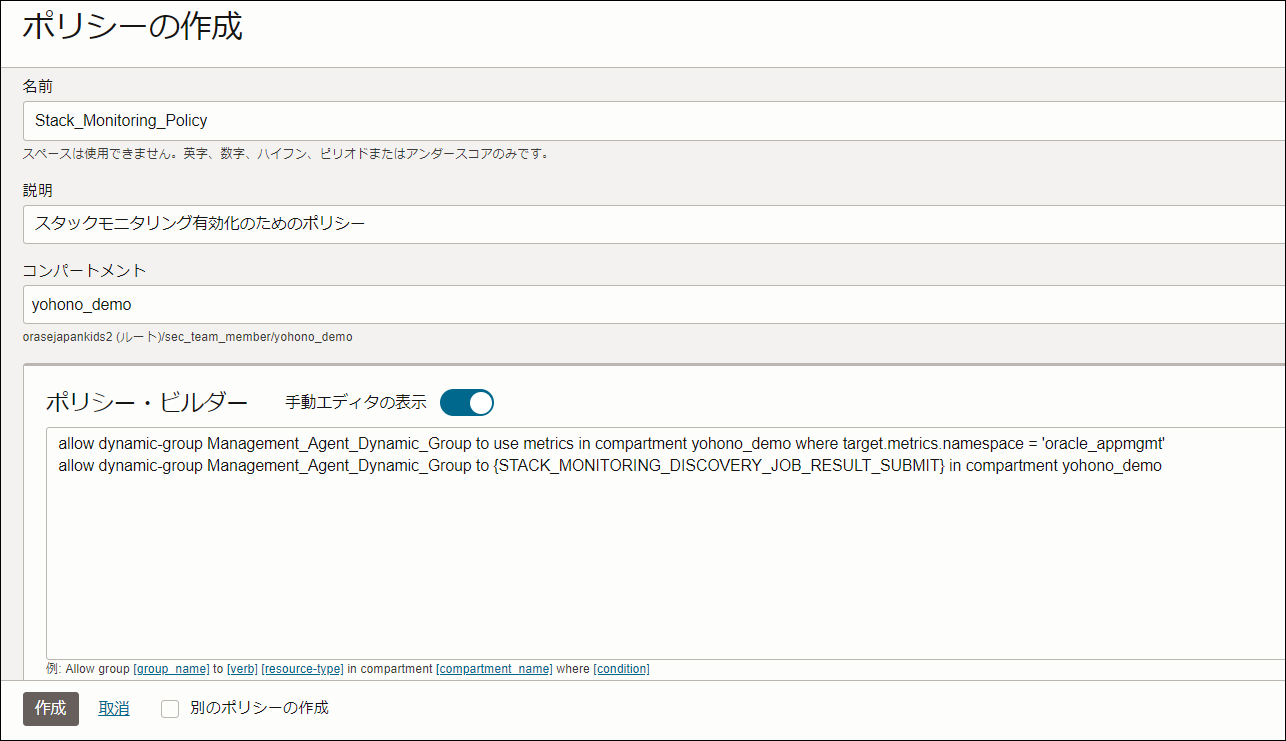 ポリシーの作成
名前
Stack_Monitoring_Policy
スペースは使用できません。英字、数字、ハイフン、ピリオドまたはアンダースコアのみです。
説明
スタックモニタリング有効化のためのポリシー
コンパートメント
yohono_demo
orasejapankids2 (ルート)/sec_team_member/yohono_demo
ポリシー・ビルダー 手動エディタの表示
allow dynamic-group Management_Agent_Dynamic_Group to use metrics in compartment yohono_demo where target.metrics.namespace = 'oracle_appmgmt'
allow dynamic-group Management_Agent_Dynamic_Group to {STACK_MONITORING_DISCOVERY_JOB_RESULT_SUBMIT} in compartment yohono_demo
例: Allow group [group_name] to [verb] [resource-type] in compartment [compartment_name] where [condition]
作成 取消 別のポリシーの作成